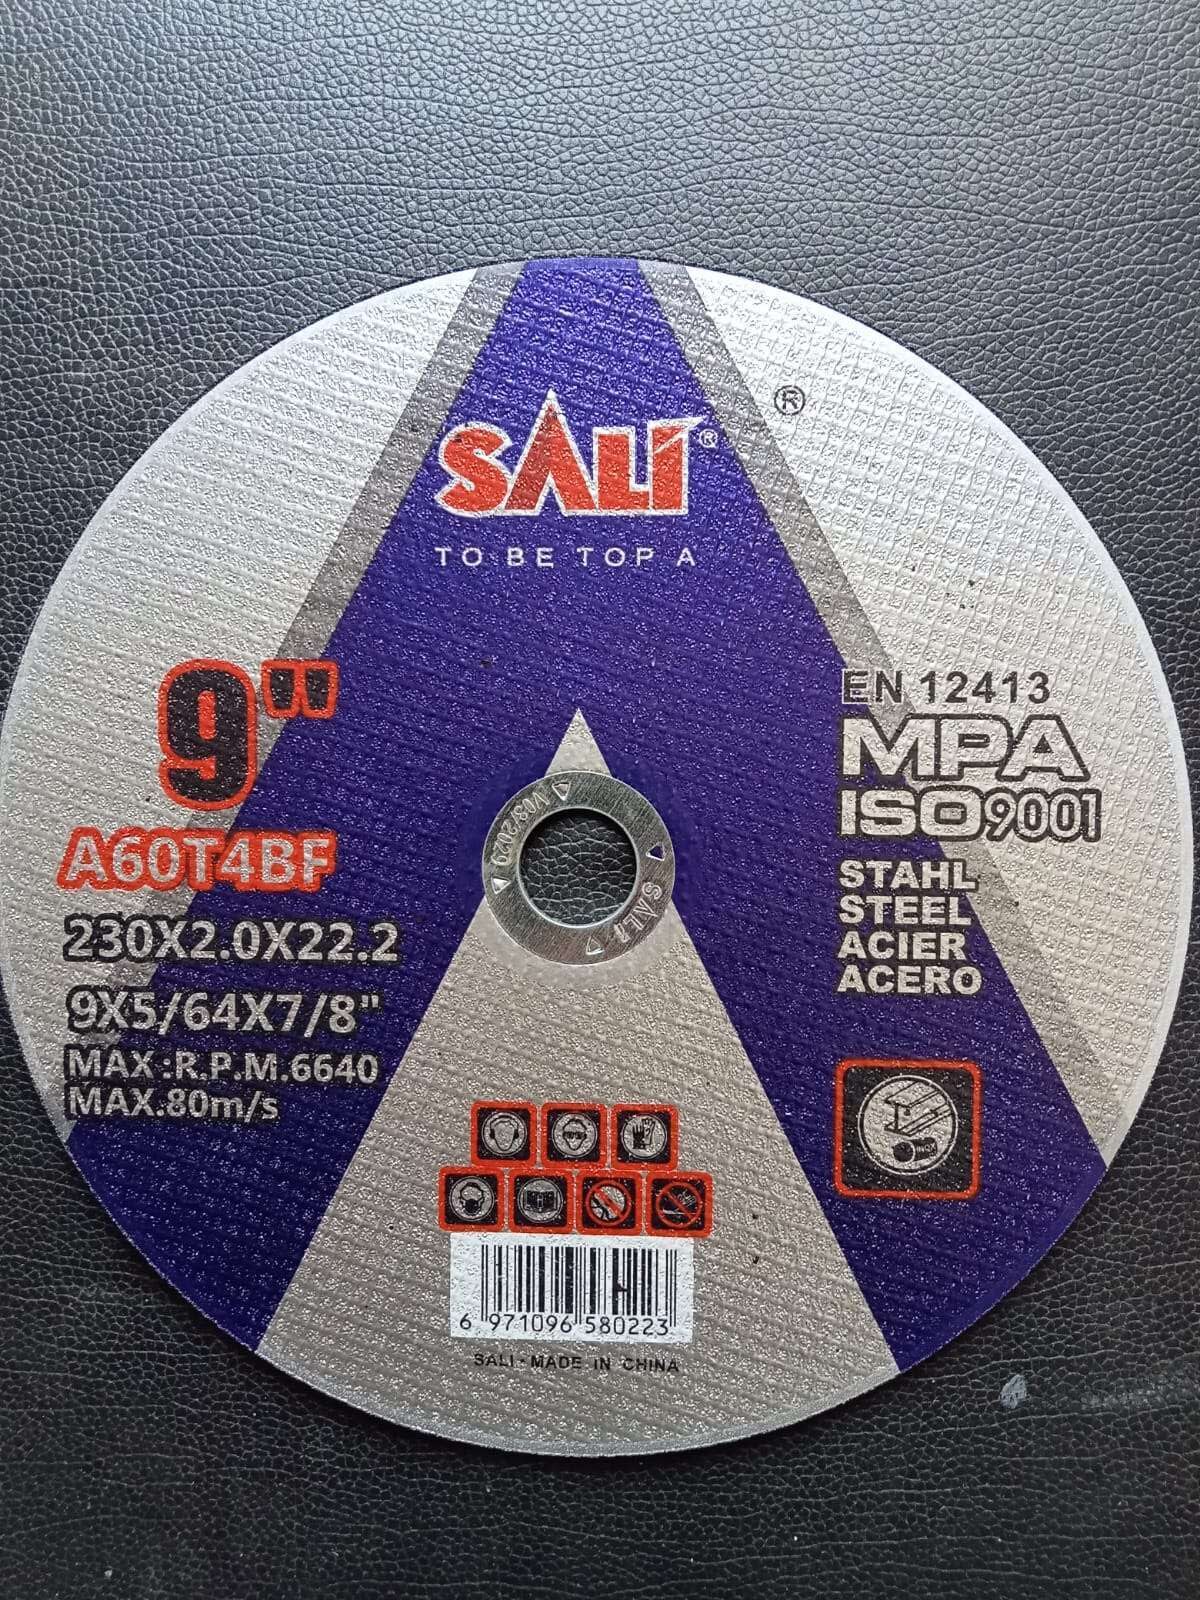 SALI®
®
TO BE TOP A
9"
A60T4BF
230X2.0X22.2
9X5/64X7/8"
MAX:R.P.M.6640
MAX.80m/s
EN 12413
MPA
ISO9001
STAHL
STEEL
ACIER
ACERO
SALI
6 971096 580223
SALI-MADE IN CHINA